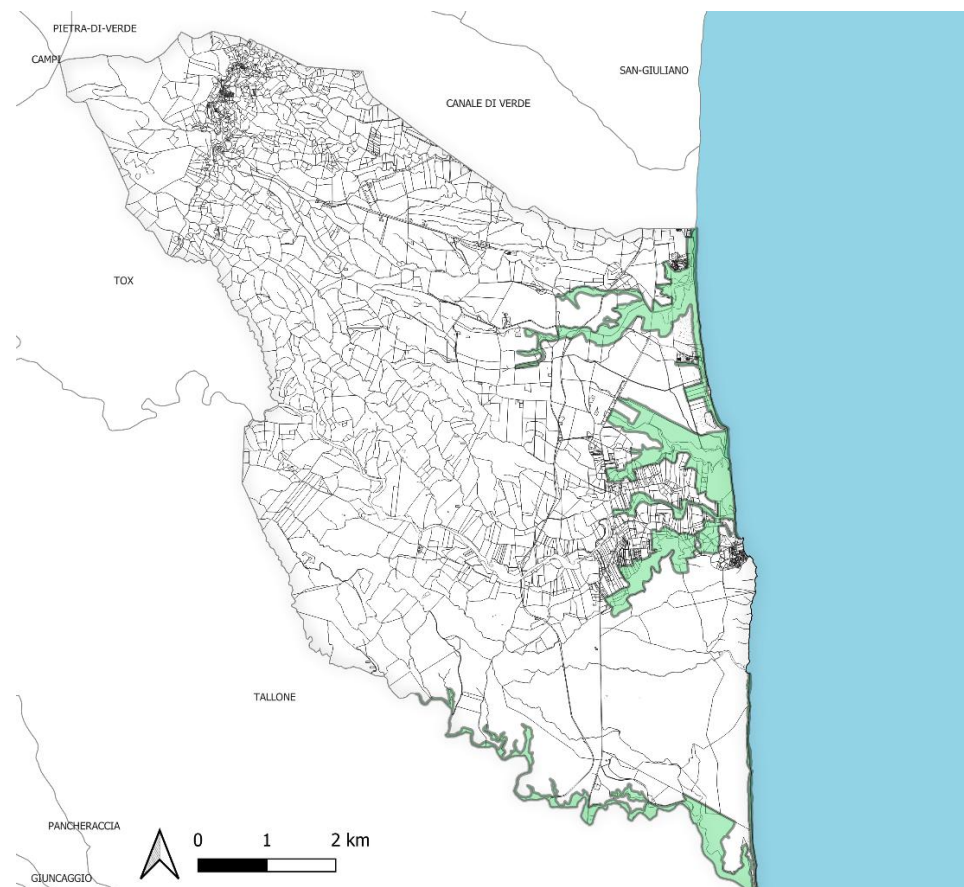 PIETRA-DI-VERDE
CAMPI
SAN-GIULIANO
CANALE DI VERDE
TOX
TALLONE
PANCHERACCIA
GIUNCAGGIO
0 1 2 km